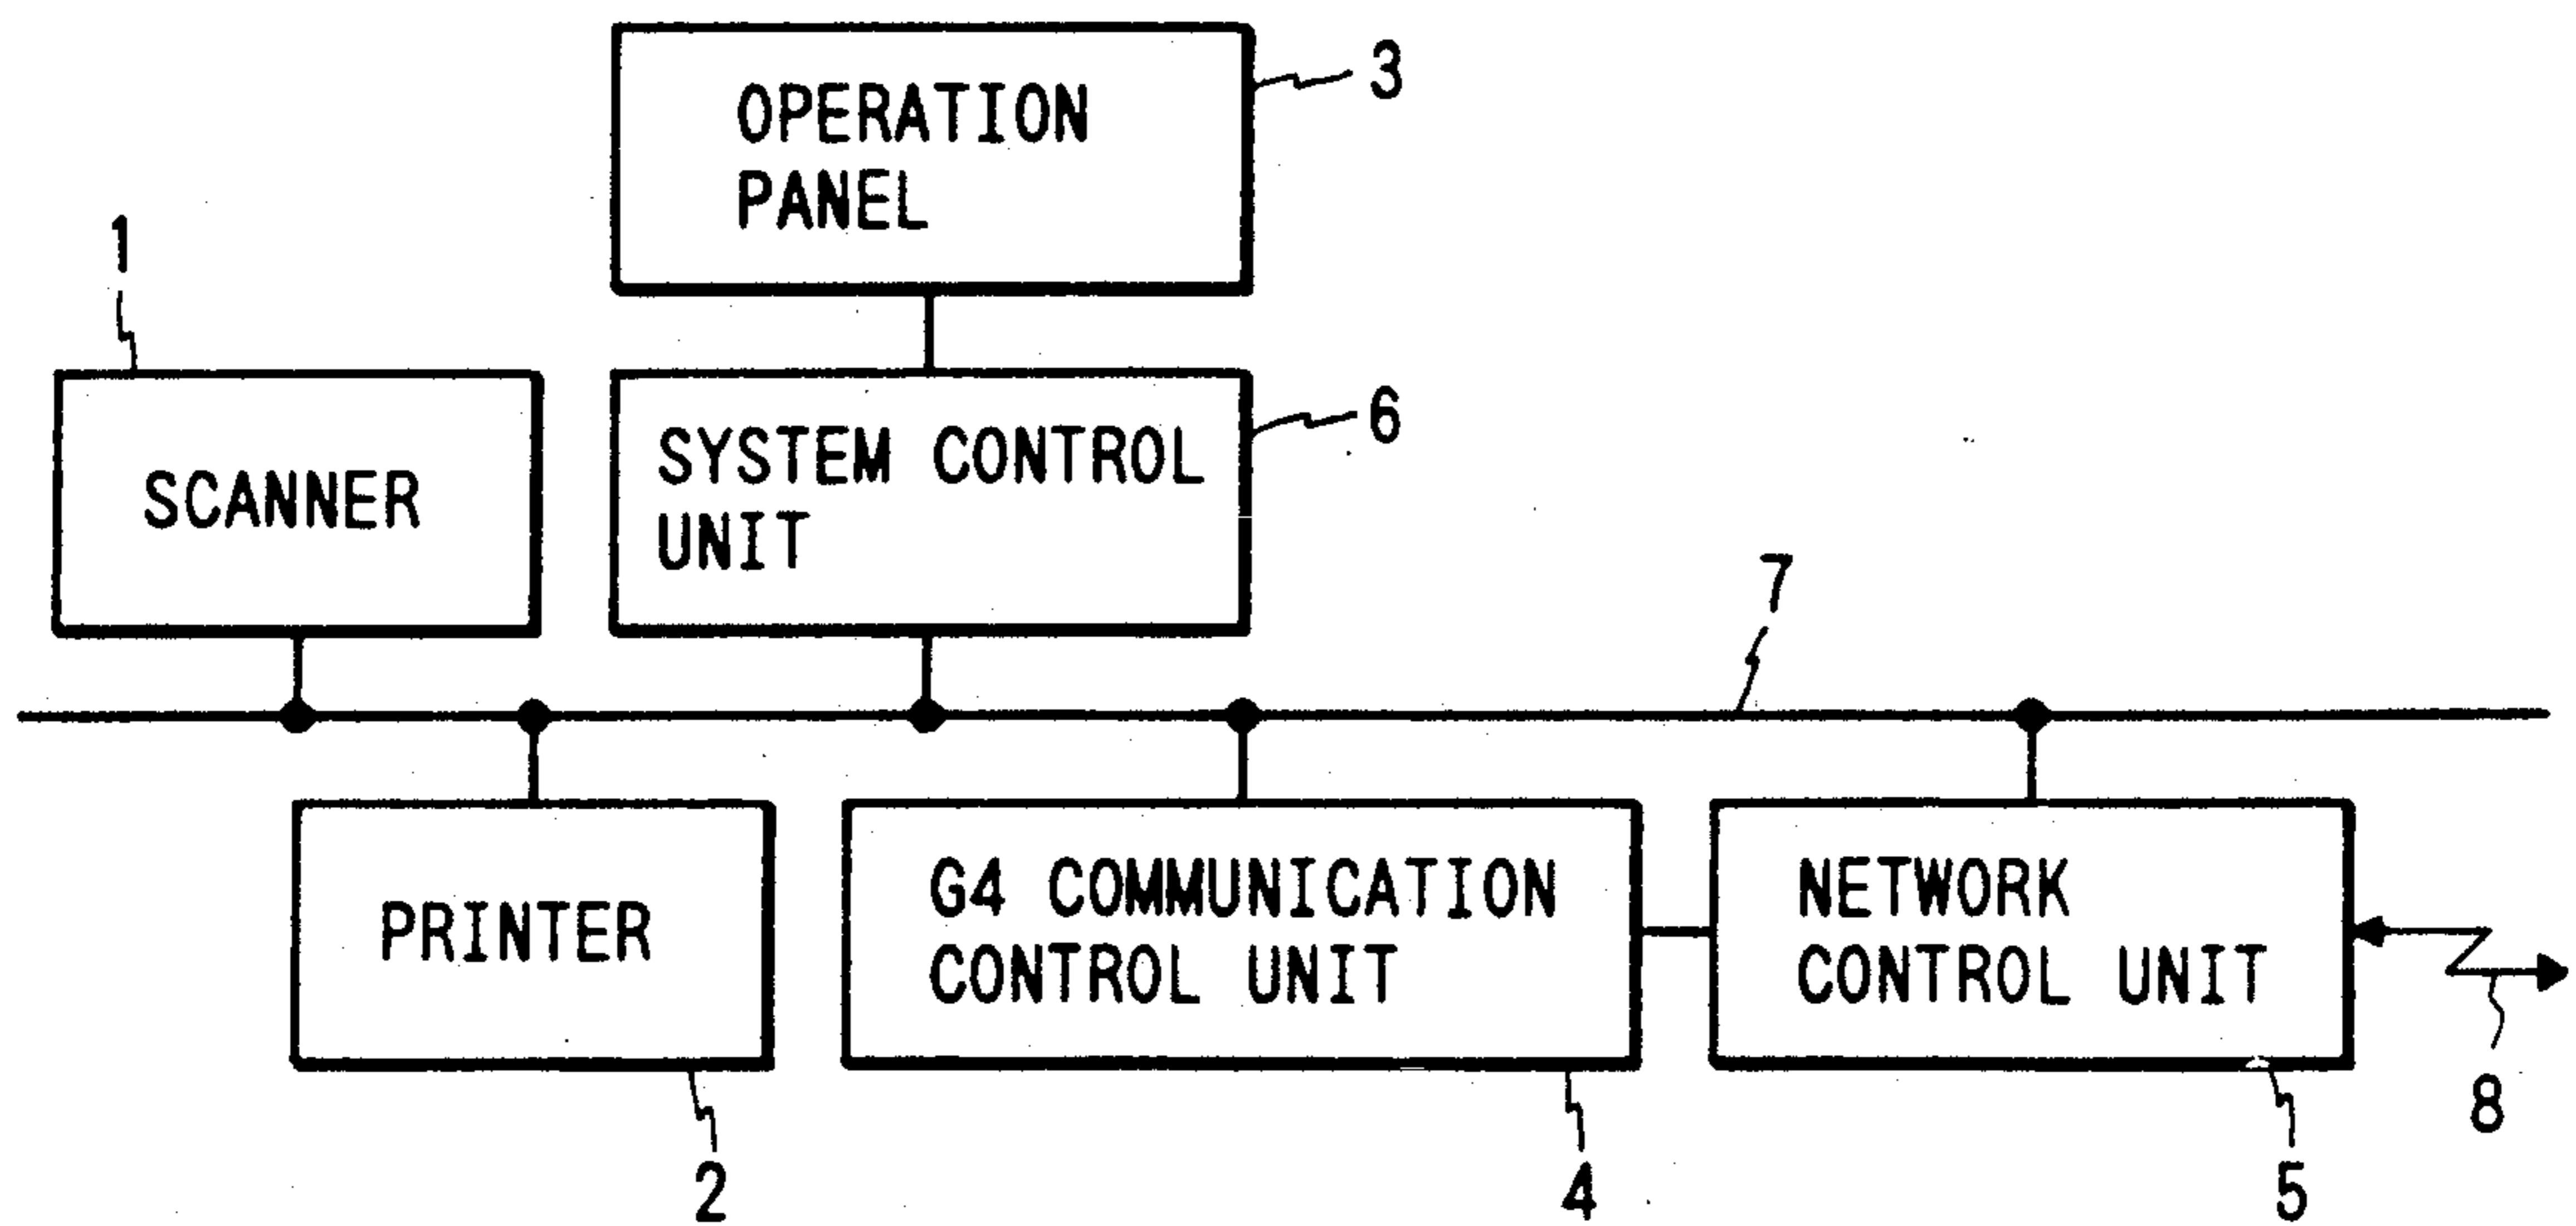 OPERATION
PANEL
3
1
SCANNER
SYSTEM CONTROL
UNIT
6
7
PRINTER
G4 COMMUNICATION
CONTROL UNIT
NETWORK
CONTROL UNIT
8
2
4
5